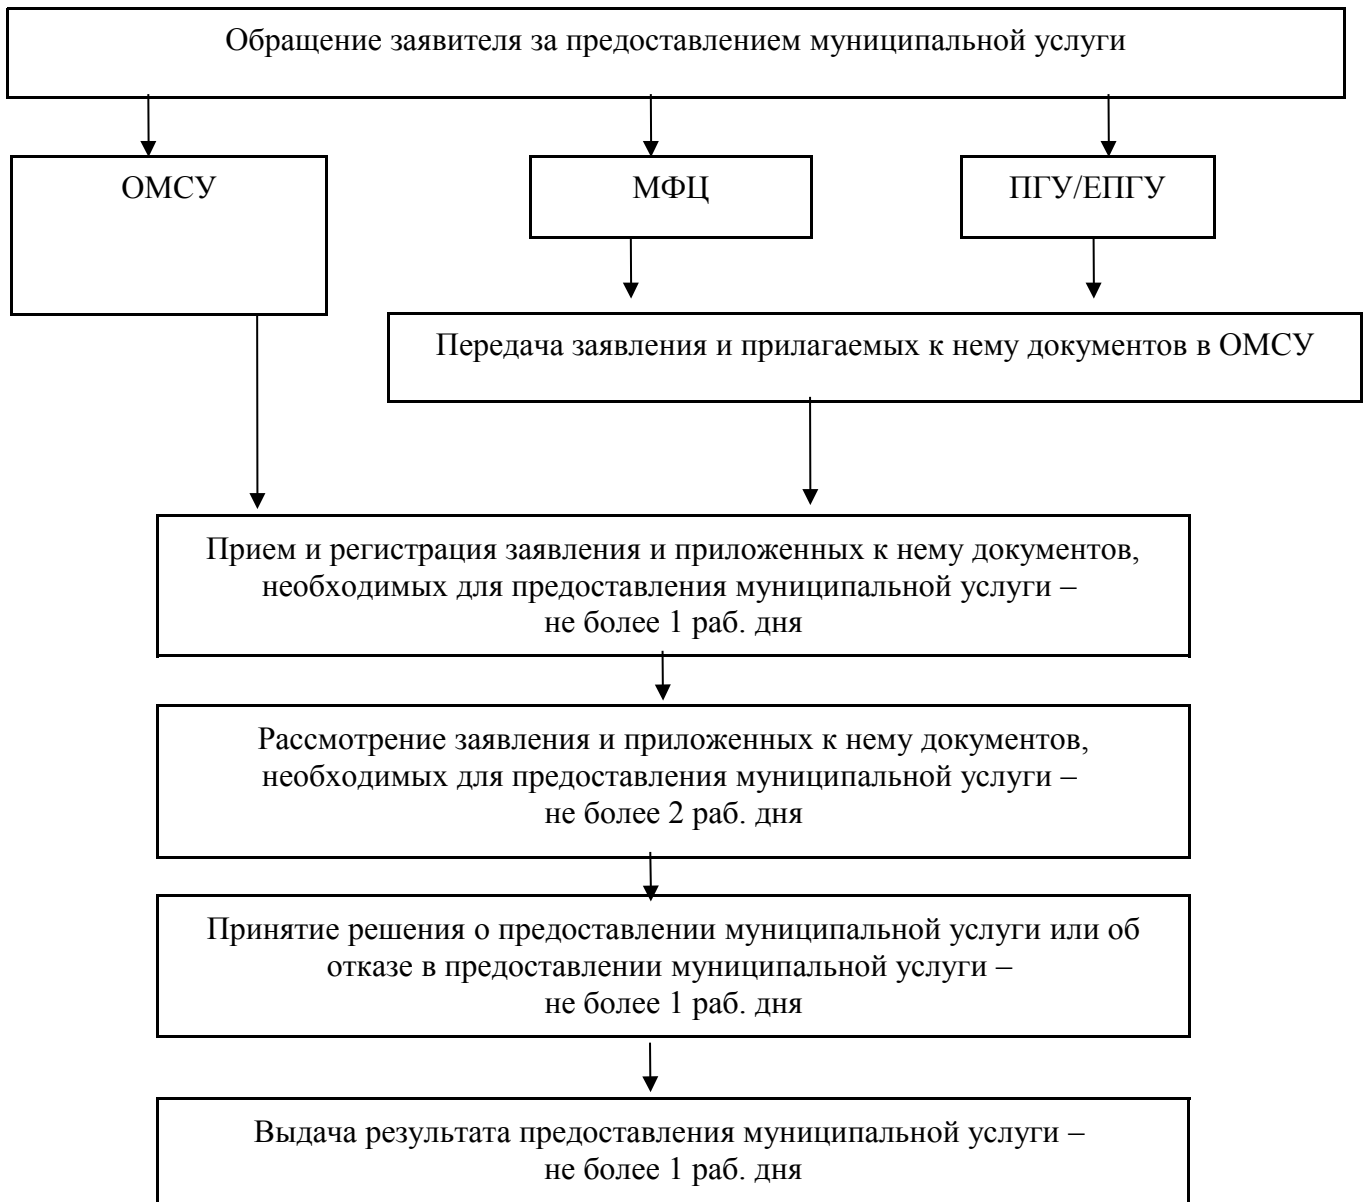 Обращение заявителя за предоставлением муниципальной услуги
ОМСУ
МФЦ
ПГУ/ЕПГУ
Передача заявления и прилагаемых к нему документов в ОМСУ
Прием и регистрация заявления и приложенных к нему документов,
необходимых для предоставления муниципальной услуги –
не более 1 раб. дня
Рассмотрение заявления и приложенных к нему документов,
необходимых для предоставления муниципальной услуги –
не более 2 раб. дня
Принятие решения о предоставлении муниципальной услуги или об
отказе в предоставлении муниципальной услуги –
не более 1 раб. дня
Выдача результата предоставления муниципальной услуги –
не более 1 раб. дня